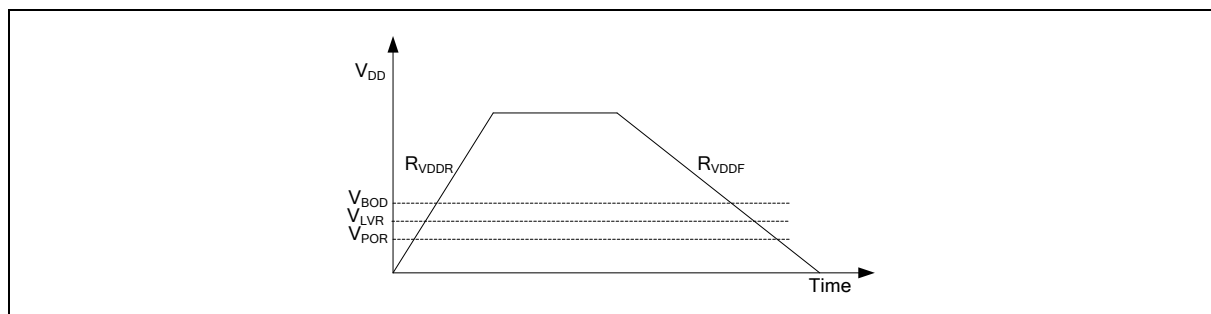 VDD
RVDDR
RVDDF
VBOD
VLVR
VPOR
Time